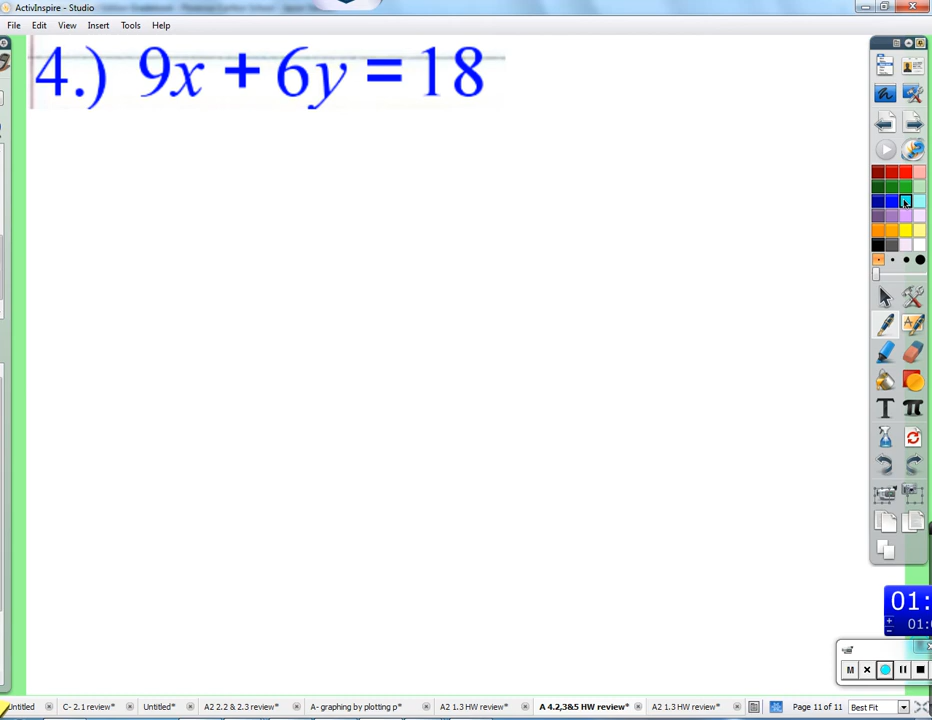 ActivInspire - Studio
File Edit View Insert Tools Help
4.) 9x + 6y = 18
01:
01:
M
Untitled C- 2.1 review* Untitled* A2 2.2 & 2.3 review* A- graphing by plotting p* A2 1.3 HW review* A 4.2,3&5 HW review* A2 1.3 HW review* Page 11 of 11 Best Fit